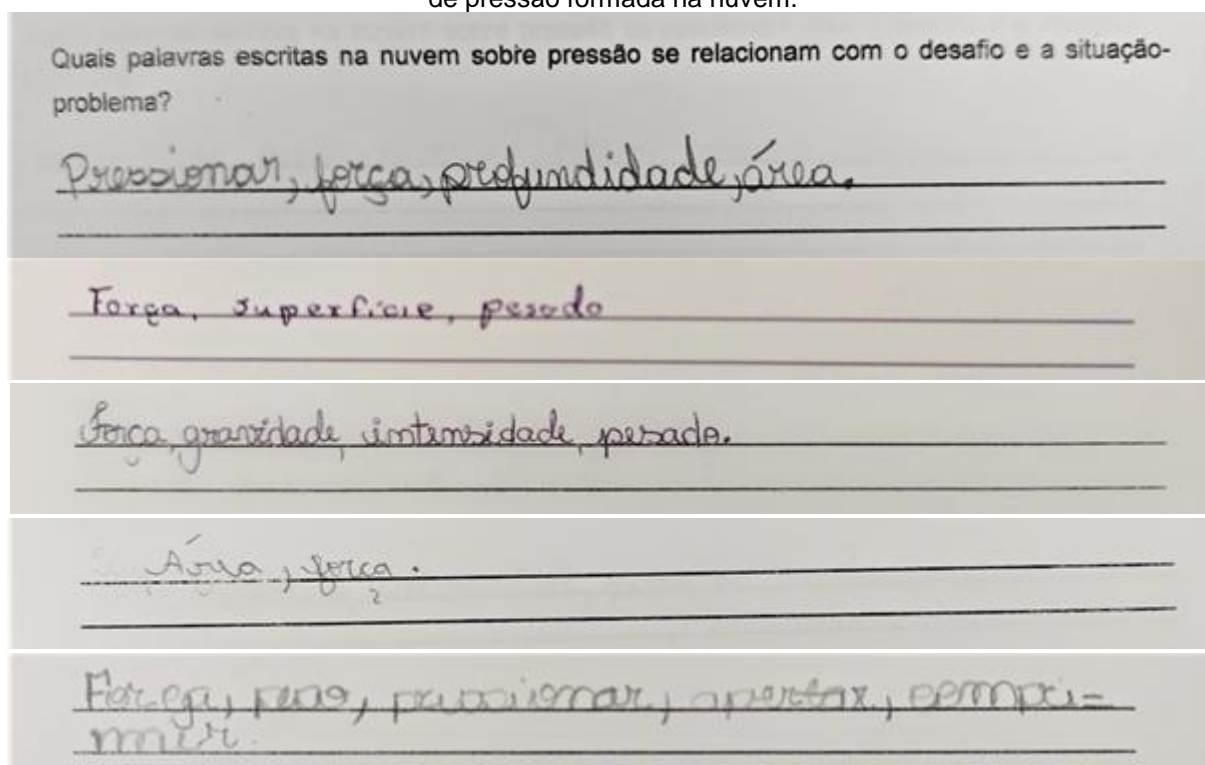 de pressão formada na nuvem.
Quais palavras escritas na nuvem sobre pressão se relacionam com o desafio e a situação-
problema?
Pressionar, força, profundidade, área.
Força, superfície, pesado
Força, gravidade, intensidade, pesado.
Área, força.
Força, peso, pressionar, apertar, compri-
mir.